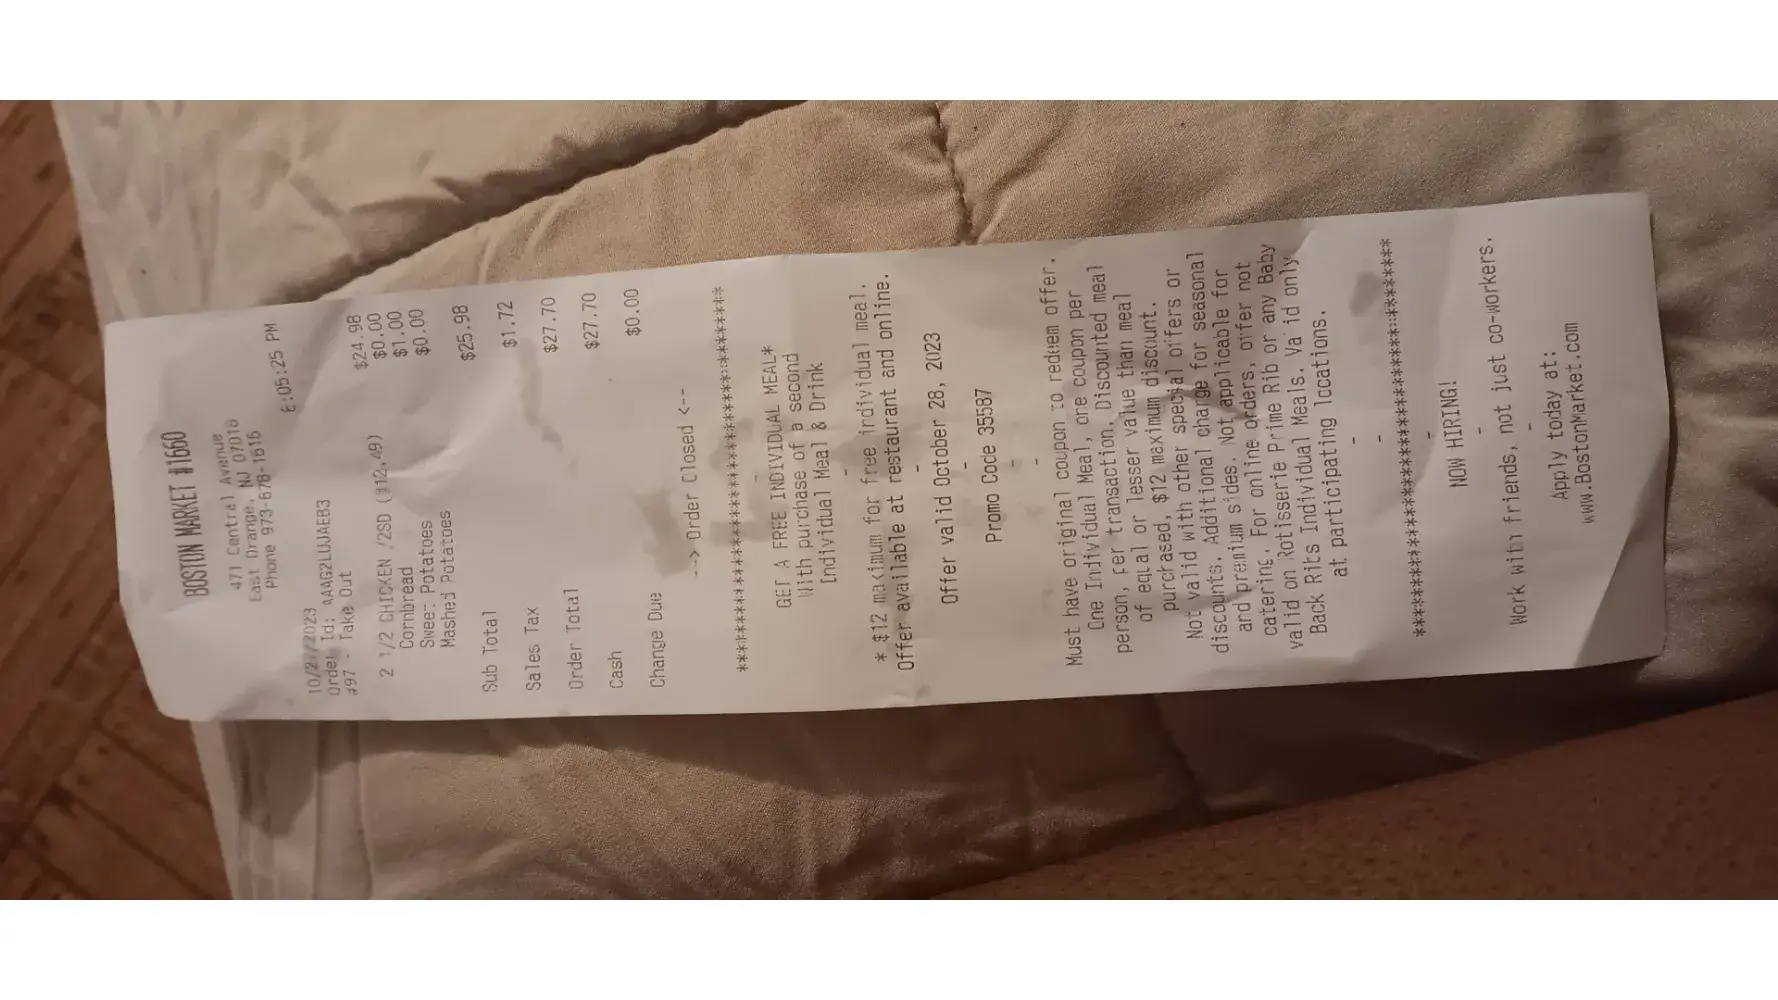 BOSTON MARKET #1660
471 Central Avenue
East Orange, NJ 07018
Phone 973-678-1616
10/27/2023 6:05:25 PM
Order Id: AAAG2LUJAEB3
#97 - Take Out
2 1/2 CHICKEN /2SD ($12.49) $24.98
Cornbread $0.00
Sweet Potatoes $1.00
Mashed Potatoes $0.00
Sub Total $25.98
Sales Tax $1.72
Order Total $27.70
Cash $27.70
Change Due $0.00
--> Order Closed <--
****************************************
-
GET A FREE INDIVIDUAL MEAL*
With purchase of a second
Individual Meal & Drink
-
* $12 maximum for free individual meal.
Offer available at restaurant and online.
-
Offer valid October 28, 2023
-
Promo Code 35587
-
-
Must have original coupon to redeem offer.
One Individual Meal, one coupon per
person, per transaction. Discounted meal
of equal or lesser value than meal
purchased, $12 maximum discount.
Not valid with other special offers or
discounts. Additional charge for seasonal
and premium sides. Not applicable for
catering. For online orders, offer not
valid on Rotisserie Prime Rib or any Baby
Back Ribs Individual Meals. Valid only
at participating locations.
-
-
****************************************
-
NOW HIRING!
-
Work with friends, not just co-workers.
-
Apply today at:
www.BostonMarket.com